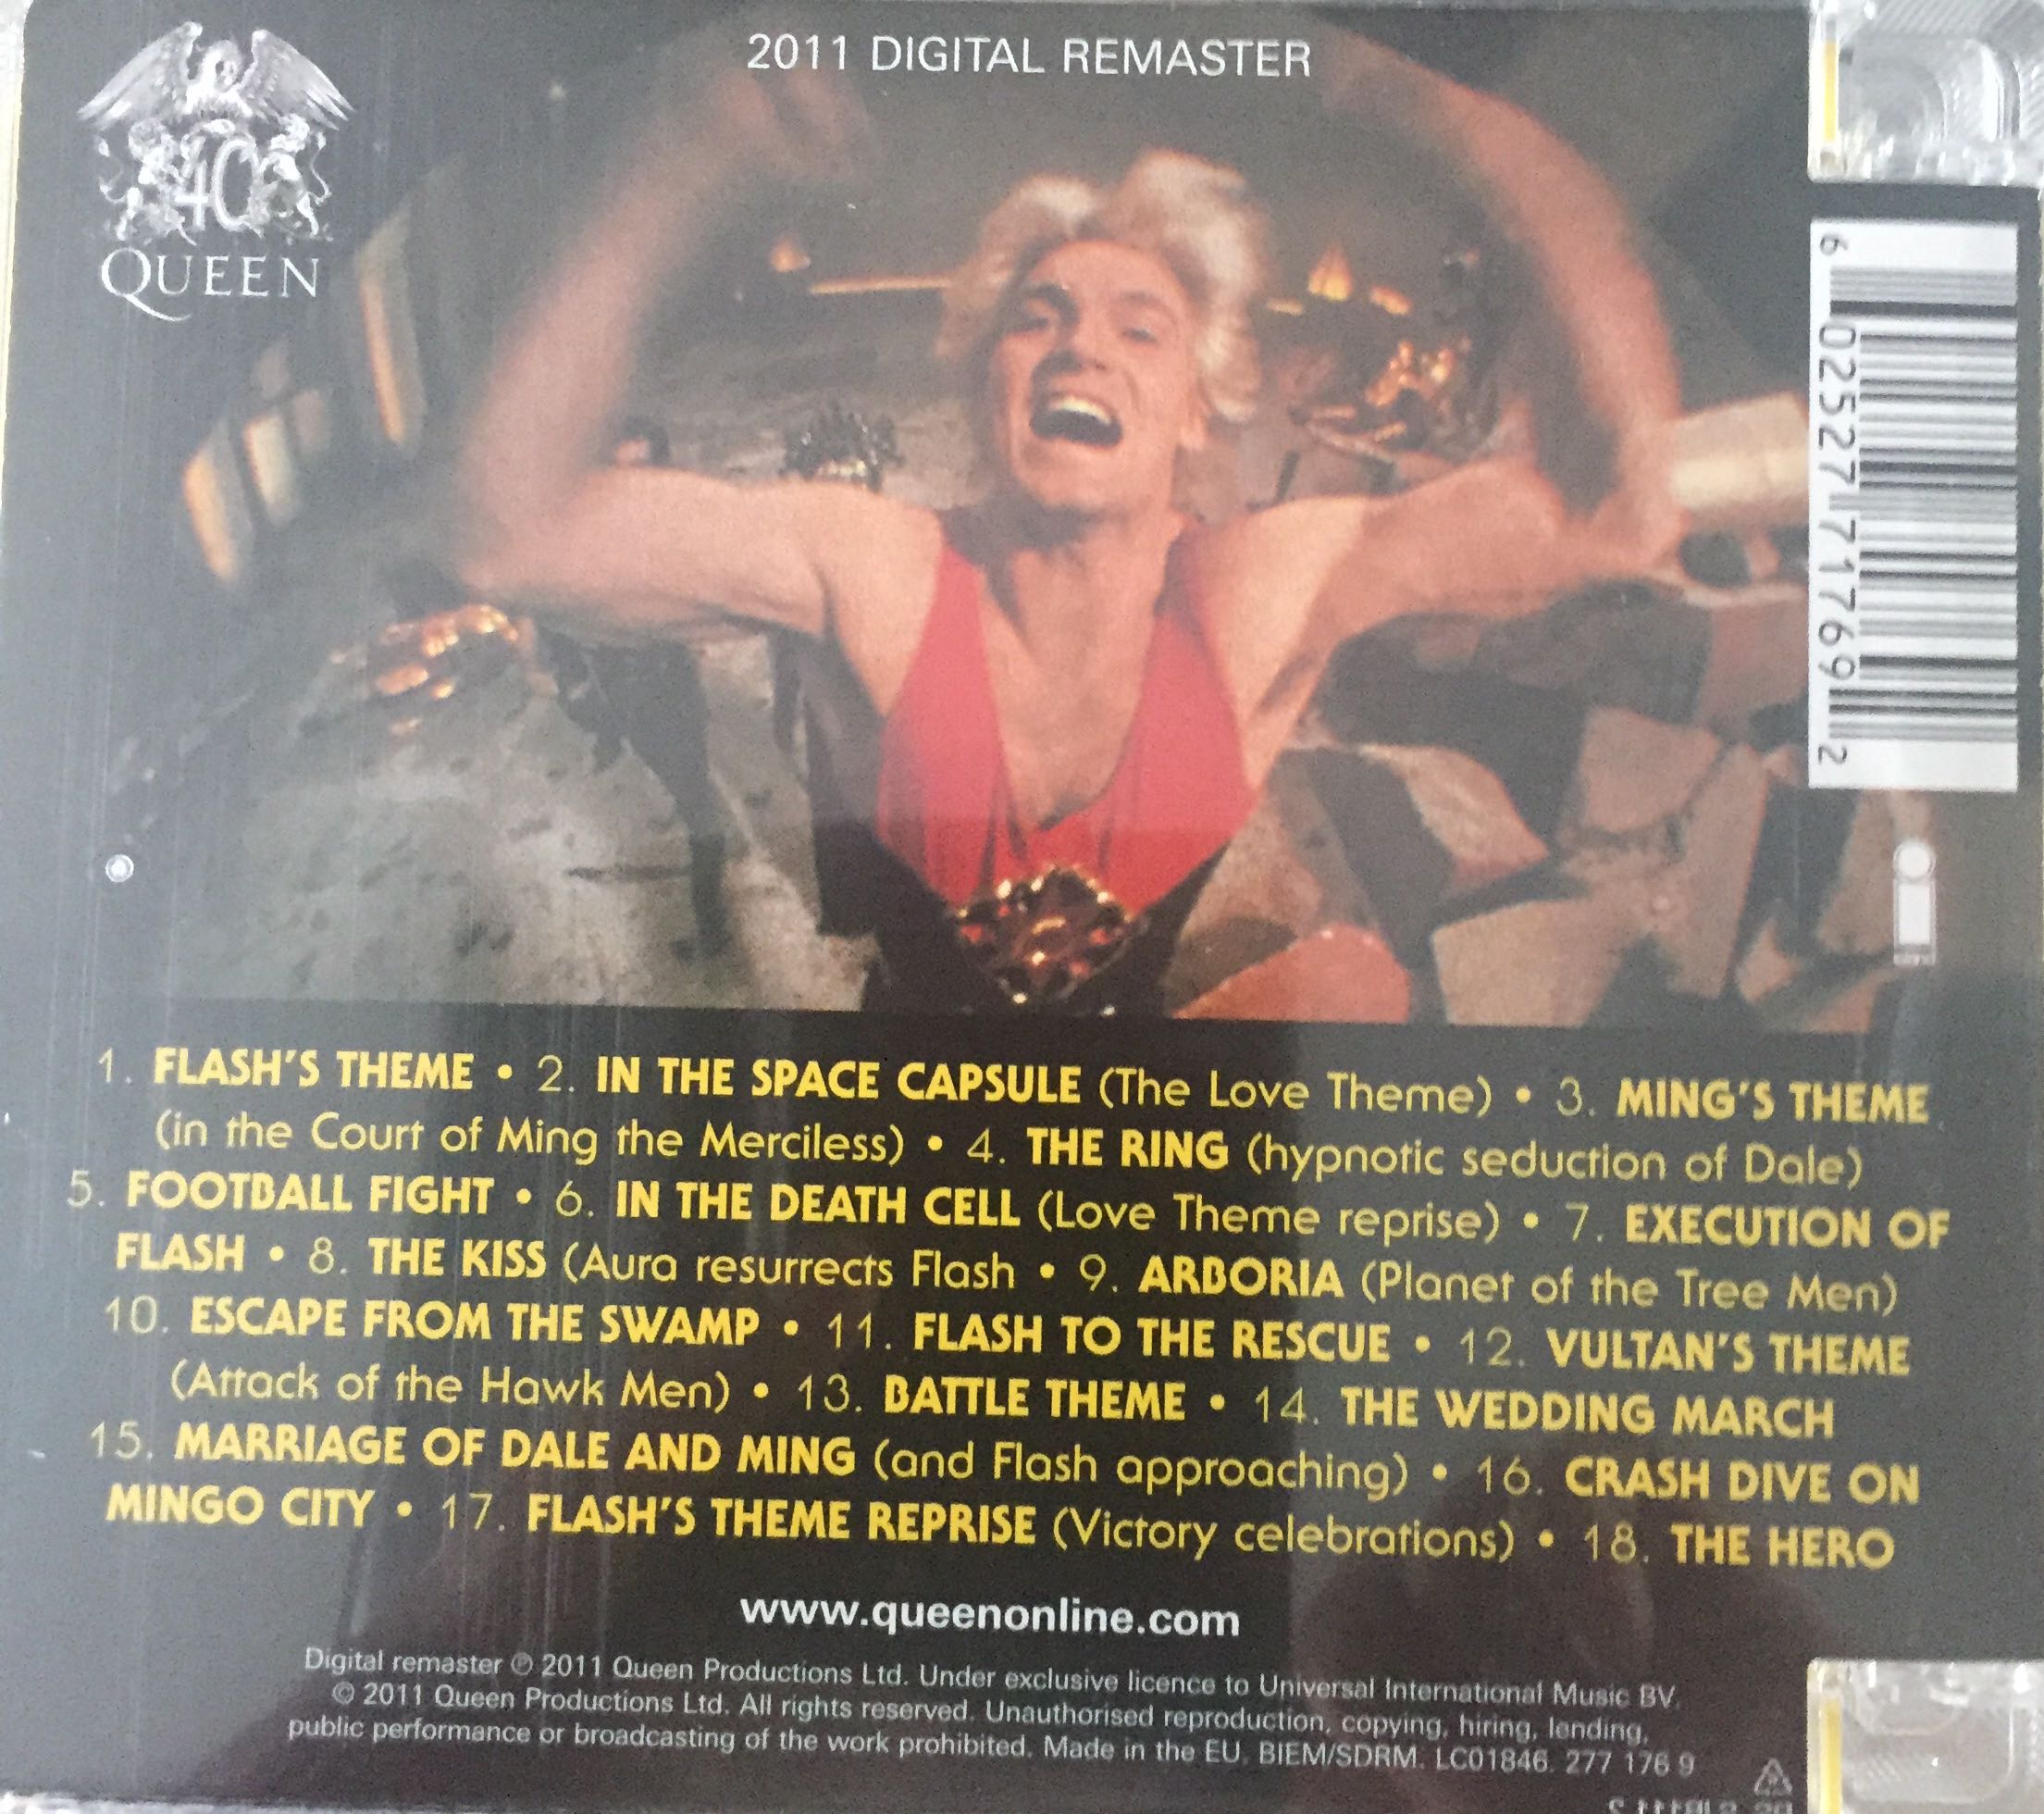 2011 DIGITAL REMASTER
40
QUEEN
6 02527 71769 2
1. FLASH'S THEME • 2. IN THE SPACE CAPSULE (The Love Theme) • 3. MING'S THEME
(in the Court of Ming the Merciless) • 4. THE RING (hypnotic seduction of Dale)
5. FOOTBALL FIGHT • 6. IN THE DEATH CELL (Love Theme reprise) • 7. EXECUTION OF
FLASH • 8. THE KISS (Aura resurrects Flash • 9. ARBORIA (Planet of the Tree Men)
10. ESCAPE FROM THE SWAMP • 11. FLASH TO THE RESCUE • 12. VULTAN'S THEME
(Attack of the Hawk Men) • 13. BATTLE THEME • 14. THE WEDDING MARCH
15. MARRIAGE OF DALE AND MING (and Flash approaching) • 16. CRASH DIVE ON
MINGO CITY • 17. FLASH'S THEME REPRISE (Victory celebrations) • 18. THE HERO
www.queenonline.com
Digital remaster ℗ 2011 Queen Productions Ltd. Under exclusive licence to Universal International Music BV.
© 2011 Queen Productions Ltd. All rights reserved. Unauthorised reproduction, copying, hiring, lending,
public performance or broadcasting of the work prohibited. Made in the EU. BIEM/SDRM. LC01846. 277 176 9